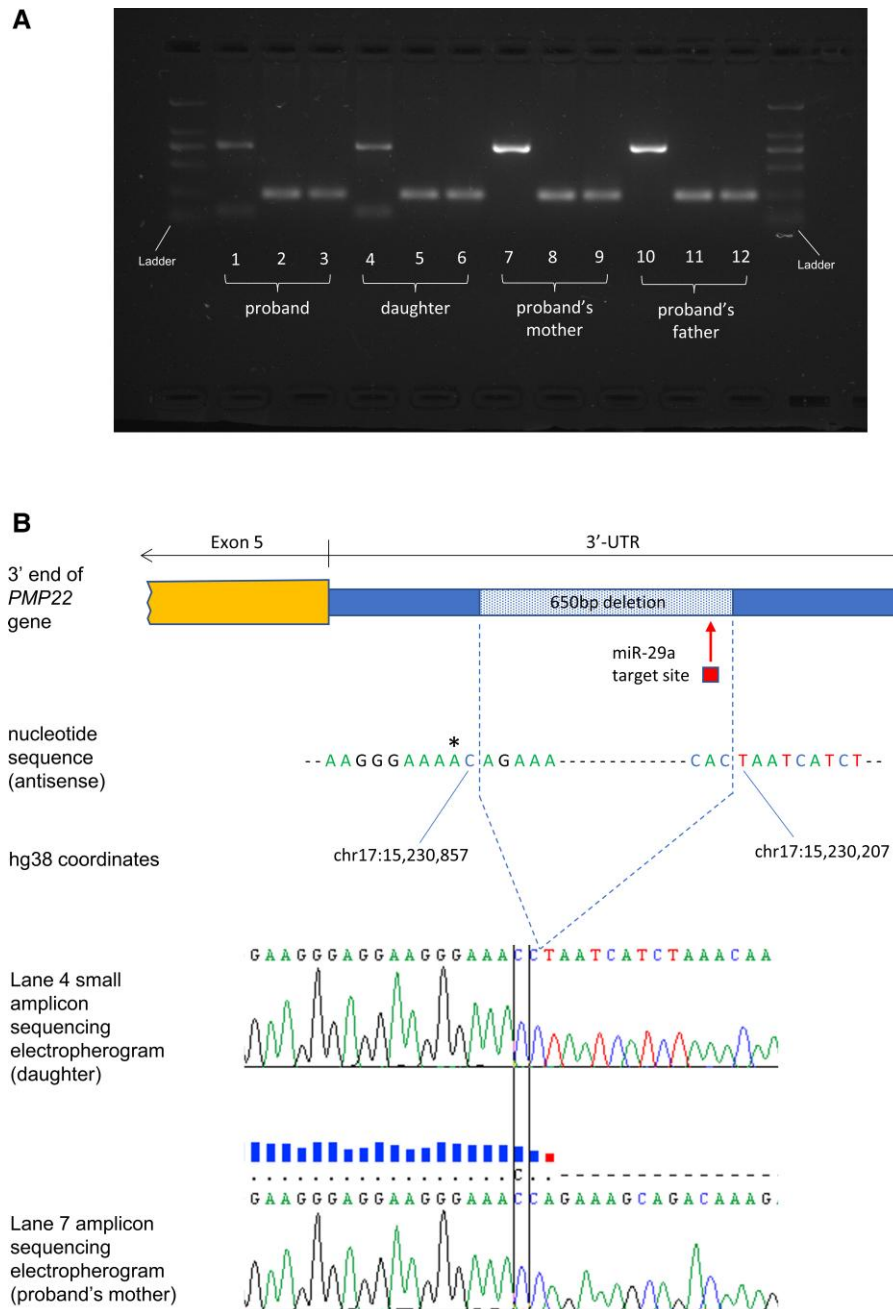 A
Ladder
1 2 3 4 5 6 7 8 9 10 11 12
Ladder
proband
daughter
proband's
mother
proband's
father
B
Exon 5
3'-UTR
3' end of
PMP22
gene
650bp deletion
miR-29a
target site
nucleotide
sequence
(antisense)
*
--AAGGGAAAACAGAAA-----------CACTAATCATCT--
hg38 coordinates
chr17:15,230,857
chr17:15,230,207
GAAGGGAGGAAGGGAAACCTAATCATCTAAACAA
Lane 4 small
amplicon
sequencing
electropherogram
(daughter)
C
GAAGGGAGGAAGGGAAACCAGAAAGCAGACAAAG
Lane 7 amplicon
sequencing
electropherogram
(proband's mother)